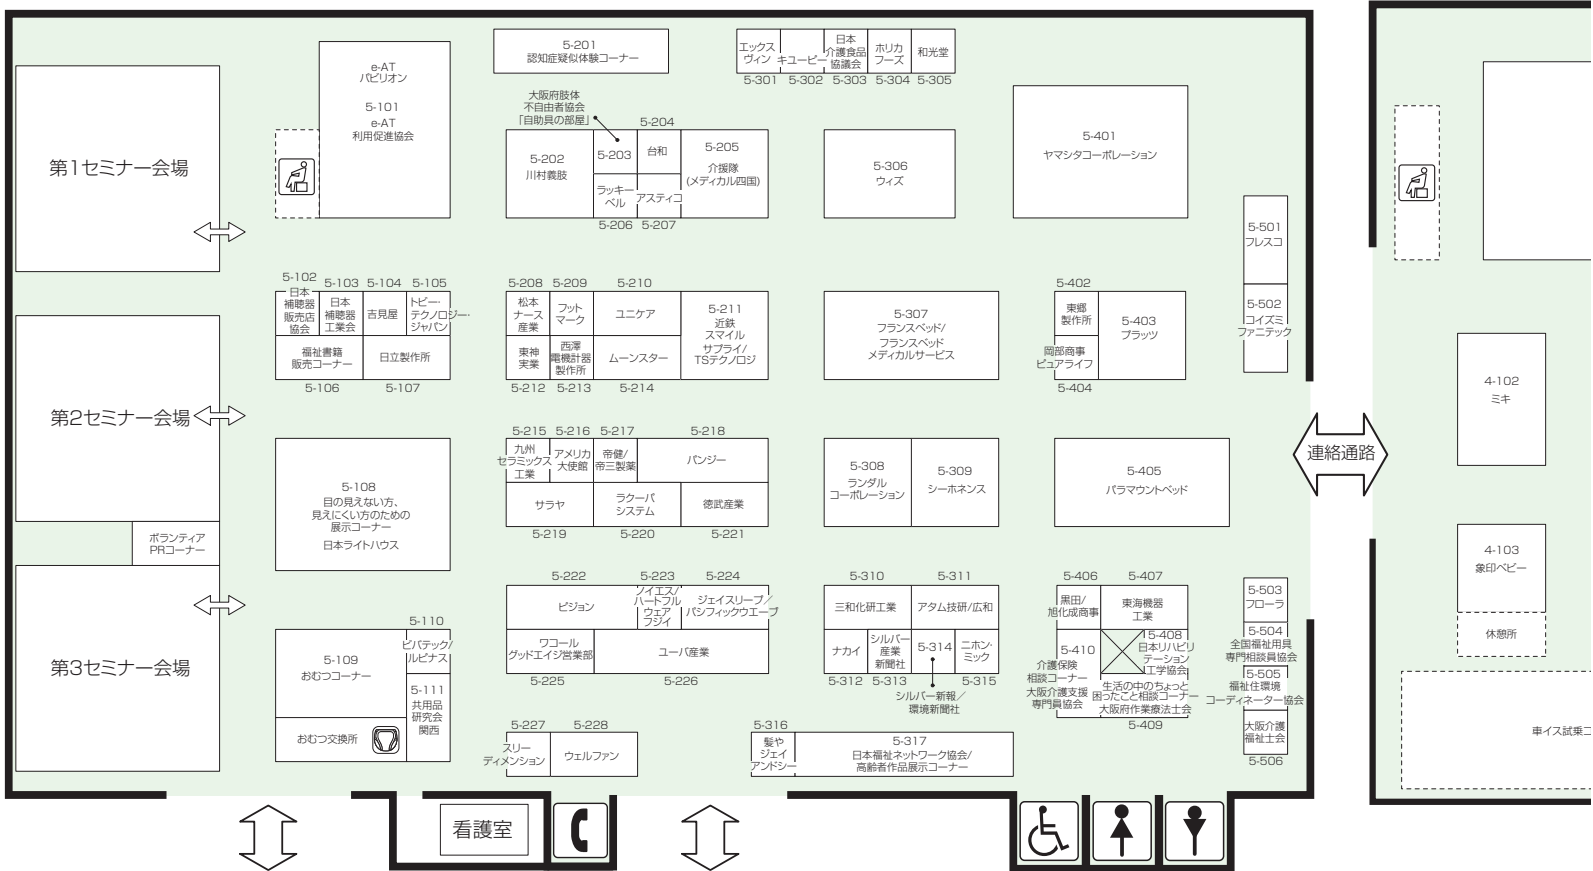 第1セミナー会場
第2セミナー会場
ボランティア
PRコーナー
第3セミナー会場
e-AT
パビリオン
5-101
e-AT
利用促進協会
5-102
日本
補聴器
販売店
協会
5-103
日本
補聴器
工業会
5-104
吉見屋
5-105
トビー・
テクノロジー・
ジャパン
福祉書籍
販売コーナー
5-106
日立製作所
5-107
5-108
目の見えない方、
見えにくい方のための
展示コーナー
日本ライトハウス
5-109
おむつコーナー
おむつ交換所
5-110
ビバテック/
ルピナス
5-111
共用品
研究会
関西
5-201
認知症疑似体験コーナー
大阪府肢体
不自由者協会
「自助具の部屋」
5-202
川村義肢
5-203
5-204
台和
5-205
介援隊
(メディカル四国)
ラッキー
ベル
5-206
アスティコ
5-207
5-208
松本
ナース
産業
5-209
フット
マーク
5-210
ユニケア
5-211
近鉄
スマイル
サプライ/
TSテクノロジ
東神
実業
5-212
西澤
電機計器
製作所
5-213
ムーンスター
5-214
5-215
九州
セラミックス
工業
5-216
アメリカ
大使館
5-217
帝健/
帝三製薬
5-218
パンジー
サラヤ
5-219
ラクーパ
システム
5-220
徳武産業
5-221
5-222
ピジョン
5-223
ノイエス/
ハートフル
ウェア
フジイ
5-224
ジェイスリーブ/
パシフィックウエーブ
ワコール
グッドエイジ営業部
5-225
ユーバ産業
5-226
5-227
スリー
ディメンション
5-228
ウェルファン
エックス
ヴィン
5-301
キユーピー
5-302
日本
介護食品
協議会
5-303
ホリカ
フーズ
5-304
和光堂
5-305
5-306
ウィズ
5-307
フランスベッド/
フランスベッド
メディカルサービス
5-308
ランダル
コーポレーション
5-309
シーホネンス
5-310
三和化研工業
5-311
アタム技研/広和
ナカイ
5-312
シルバー
産業
新聞社
5-313
5-314
シルバー新報/
環境新聞社
ニホン・
ミック
5-315
5-316
髪や
ジェイ
アンドシー
5-317
日本福祉ネットワーク協会/
高齢者作品展示コーナー
5-401
ヤマシタコーポレーション
5-402
東郷
製作所
5-403
プラッツ
岡部商事
ピュアライフ
5-404
5-405
パラマウントベッド
5-406
黒田/
旭化成商事
5-407
東海機器
工業
5-408
日本リハビリ
テーション
工学協会
5-410
介護保険
相談コーナー
大阪介護支援
専門員協会
生活の中のちょっと
困ったこと相談コーナー
大阪府作業療法士会
5-409
5-501
フレスコ
5-502
コイズミ
ファニテック
5-503
フローラ
5-504
全国福祉用具
専門相談員協会
5-505
福祉住環境
コーディネーター協会
大阪介護
福祉士会
5-506
連絡通路
4-102
ミキ
4-103
象印ベビー
休憩所
車イス試乗コ
看護室